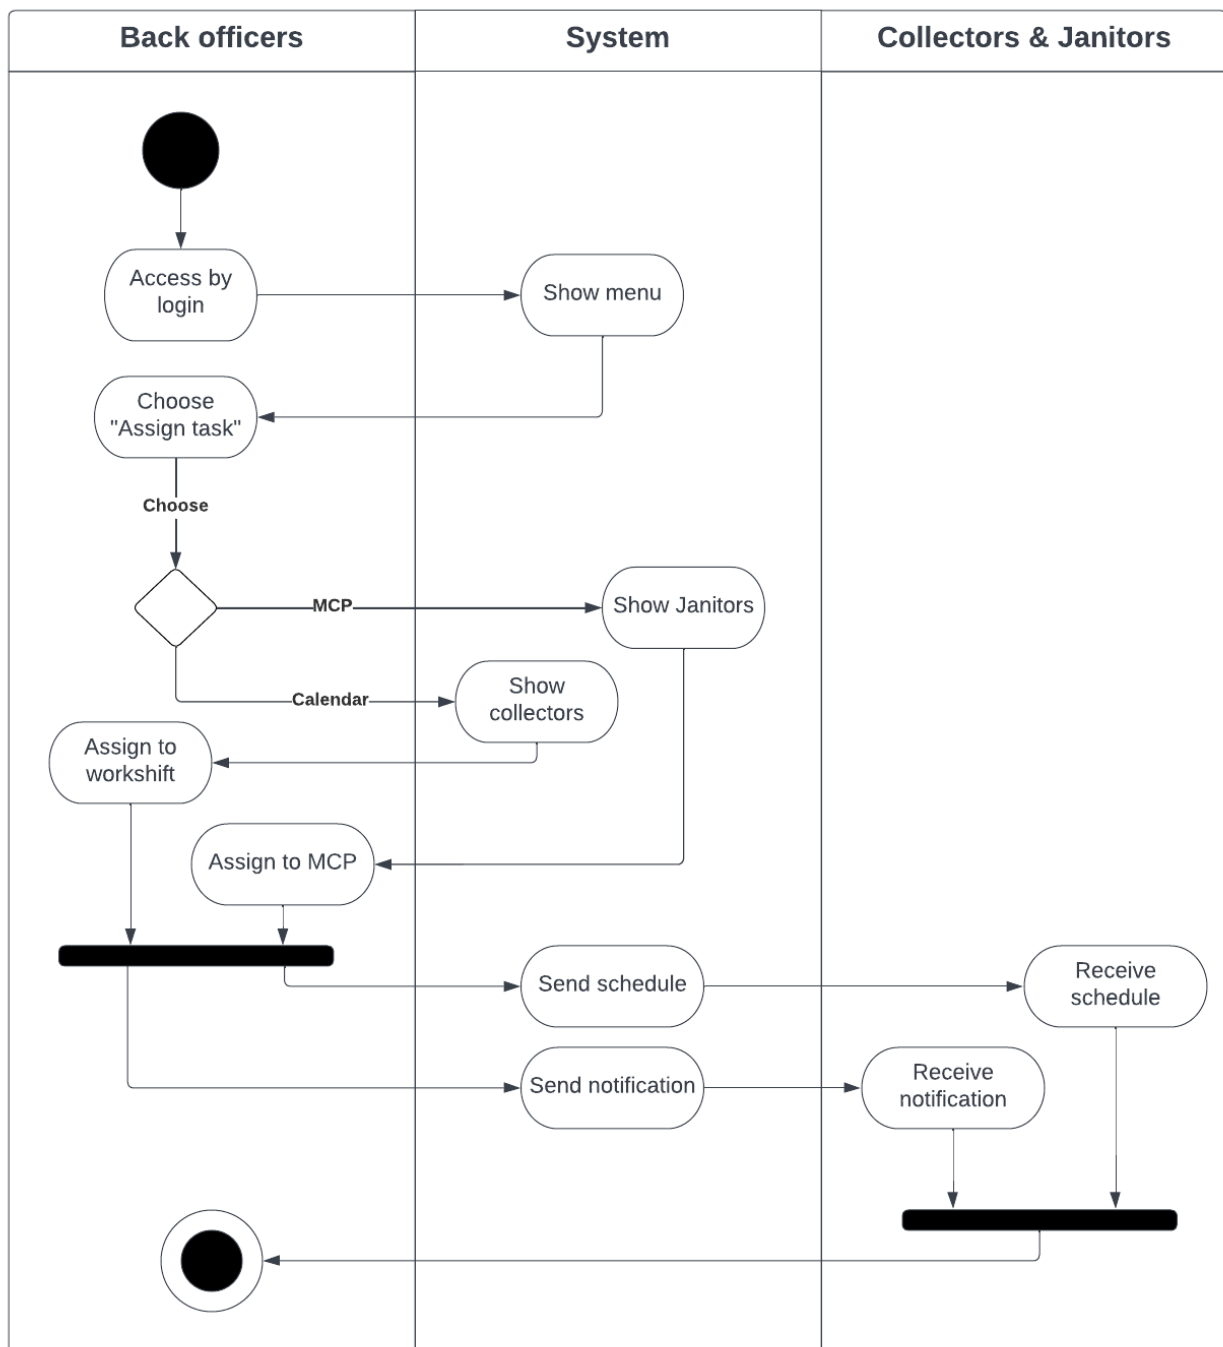 Back officers
System
Collectors & Janitors
Access by
login
Show menu
Choose
"Assign task"
Choose
MCP
Show Janitors
Calendar
Show
collectors
Assign to
workshift
Assign to MCP
Send schedule
Receive
schedule
Send notification
Receive
notification